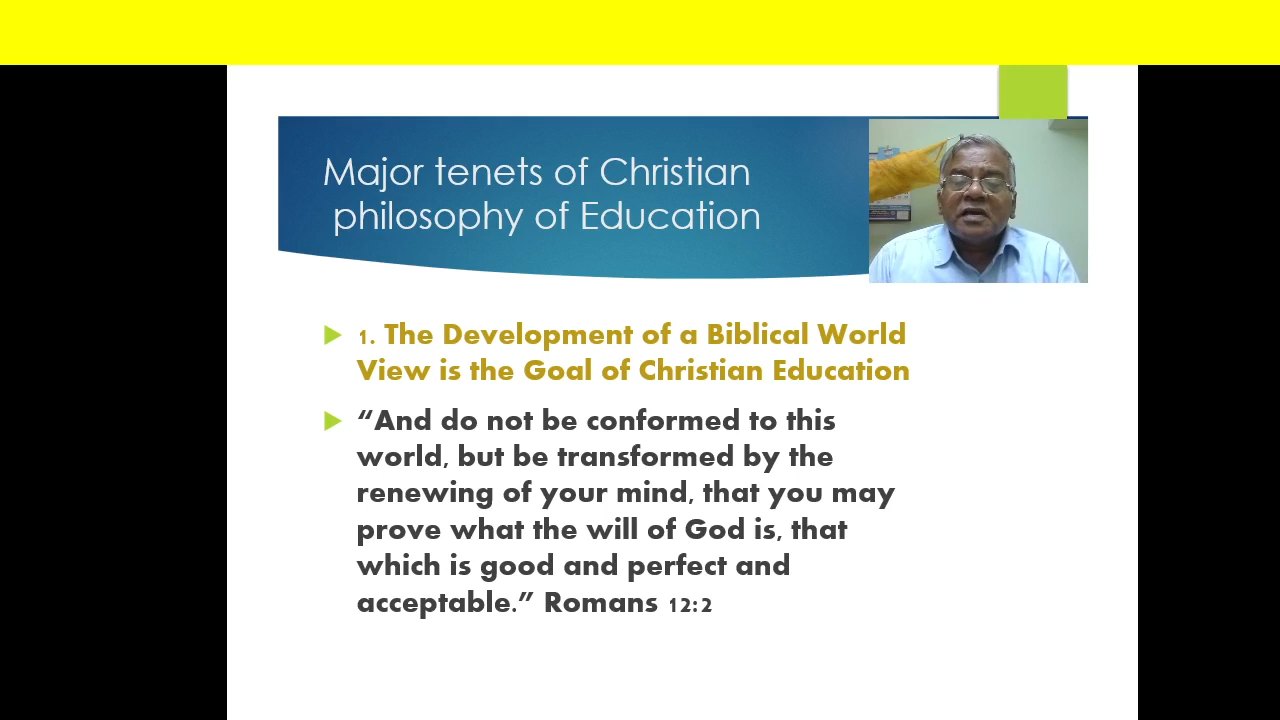 Major tenets of Christian
philosophy of Education
1. The Development of a Biblical World
View is the Goal of Christian Education
“And do not be conformed to this
world, but be transformed by the
renewing of your mind, that you may
prove what the will of God is, that
which is good and perfect and
acceptable.” Romans 12:2